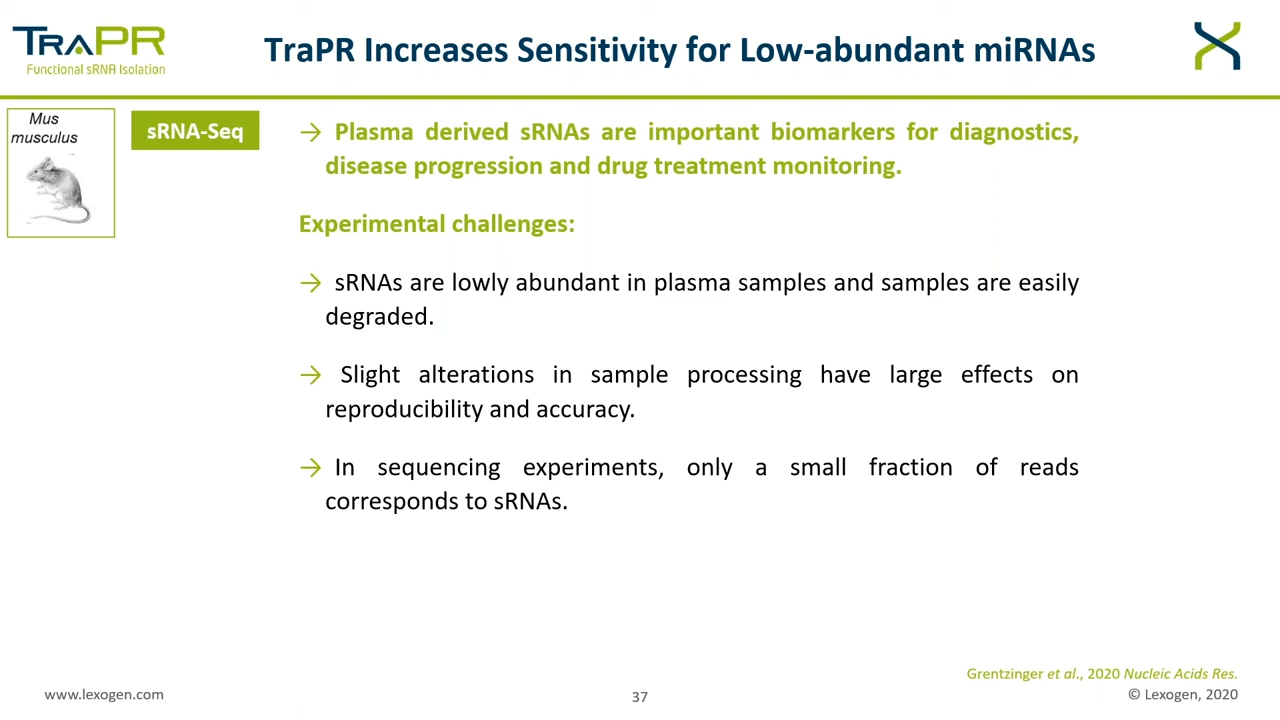 TraPR
Functional sRNA Isolation
TraPR Increases Sensitivity for Low-abundant miRNAs
Mus
musculus
sRNA-Seq
→ Plasma derived sRNAs are important biomarkers for diagnostics,
disease progression and drug treatment monitoring.
Experimental challenges:
→ sRNAs are lowly abundant in plasma samples and samples are easily
degraded.
→ Slight alterations in sample processing have large effects on
reproducibility and accuracy.
→ In sequencing experiments, only a small fraction of reads
corresponds to sRNAs.
Grentzinger et al., 2020 Nucleic Acids Res.
www.lexogen.com
37
© Lexogen, 2020